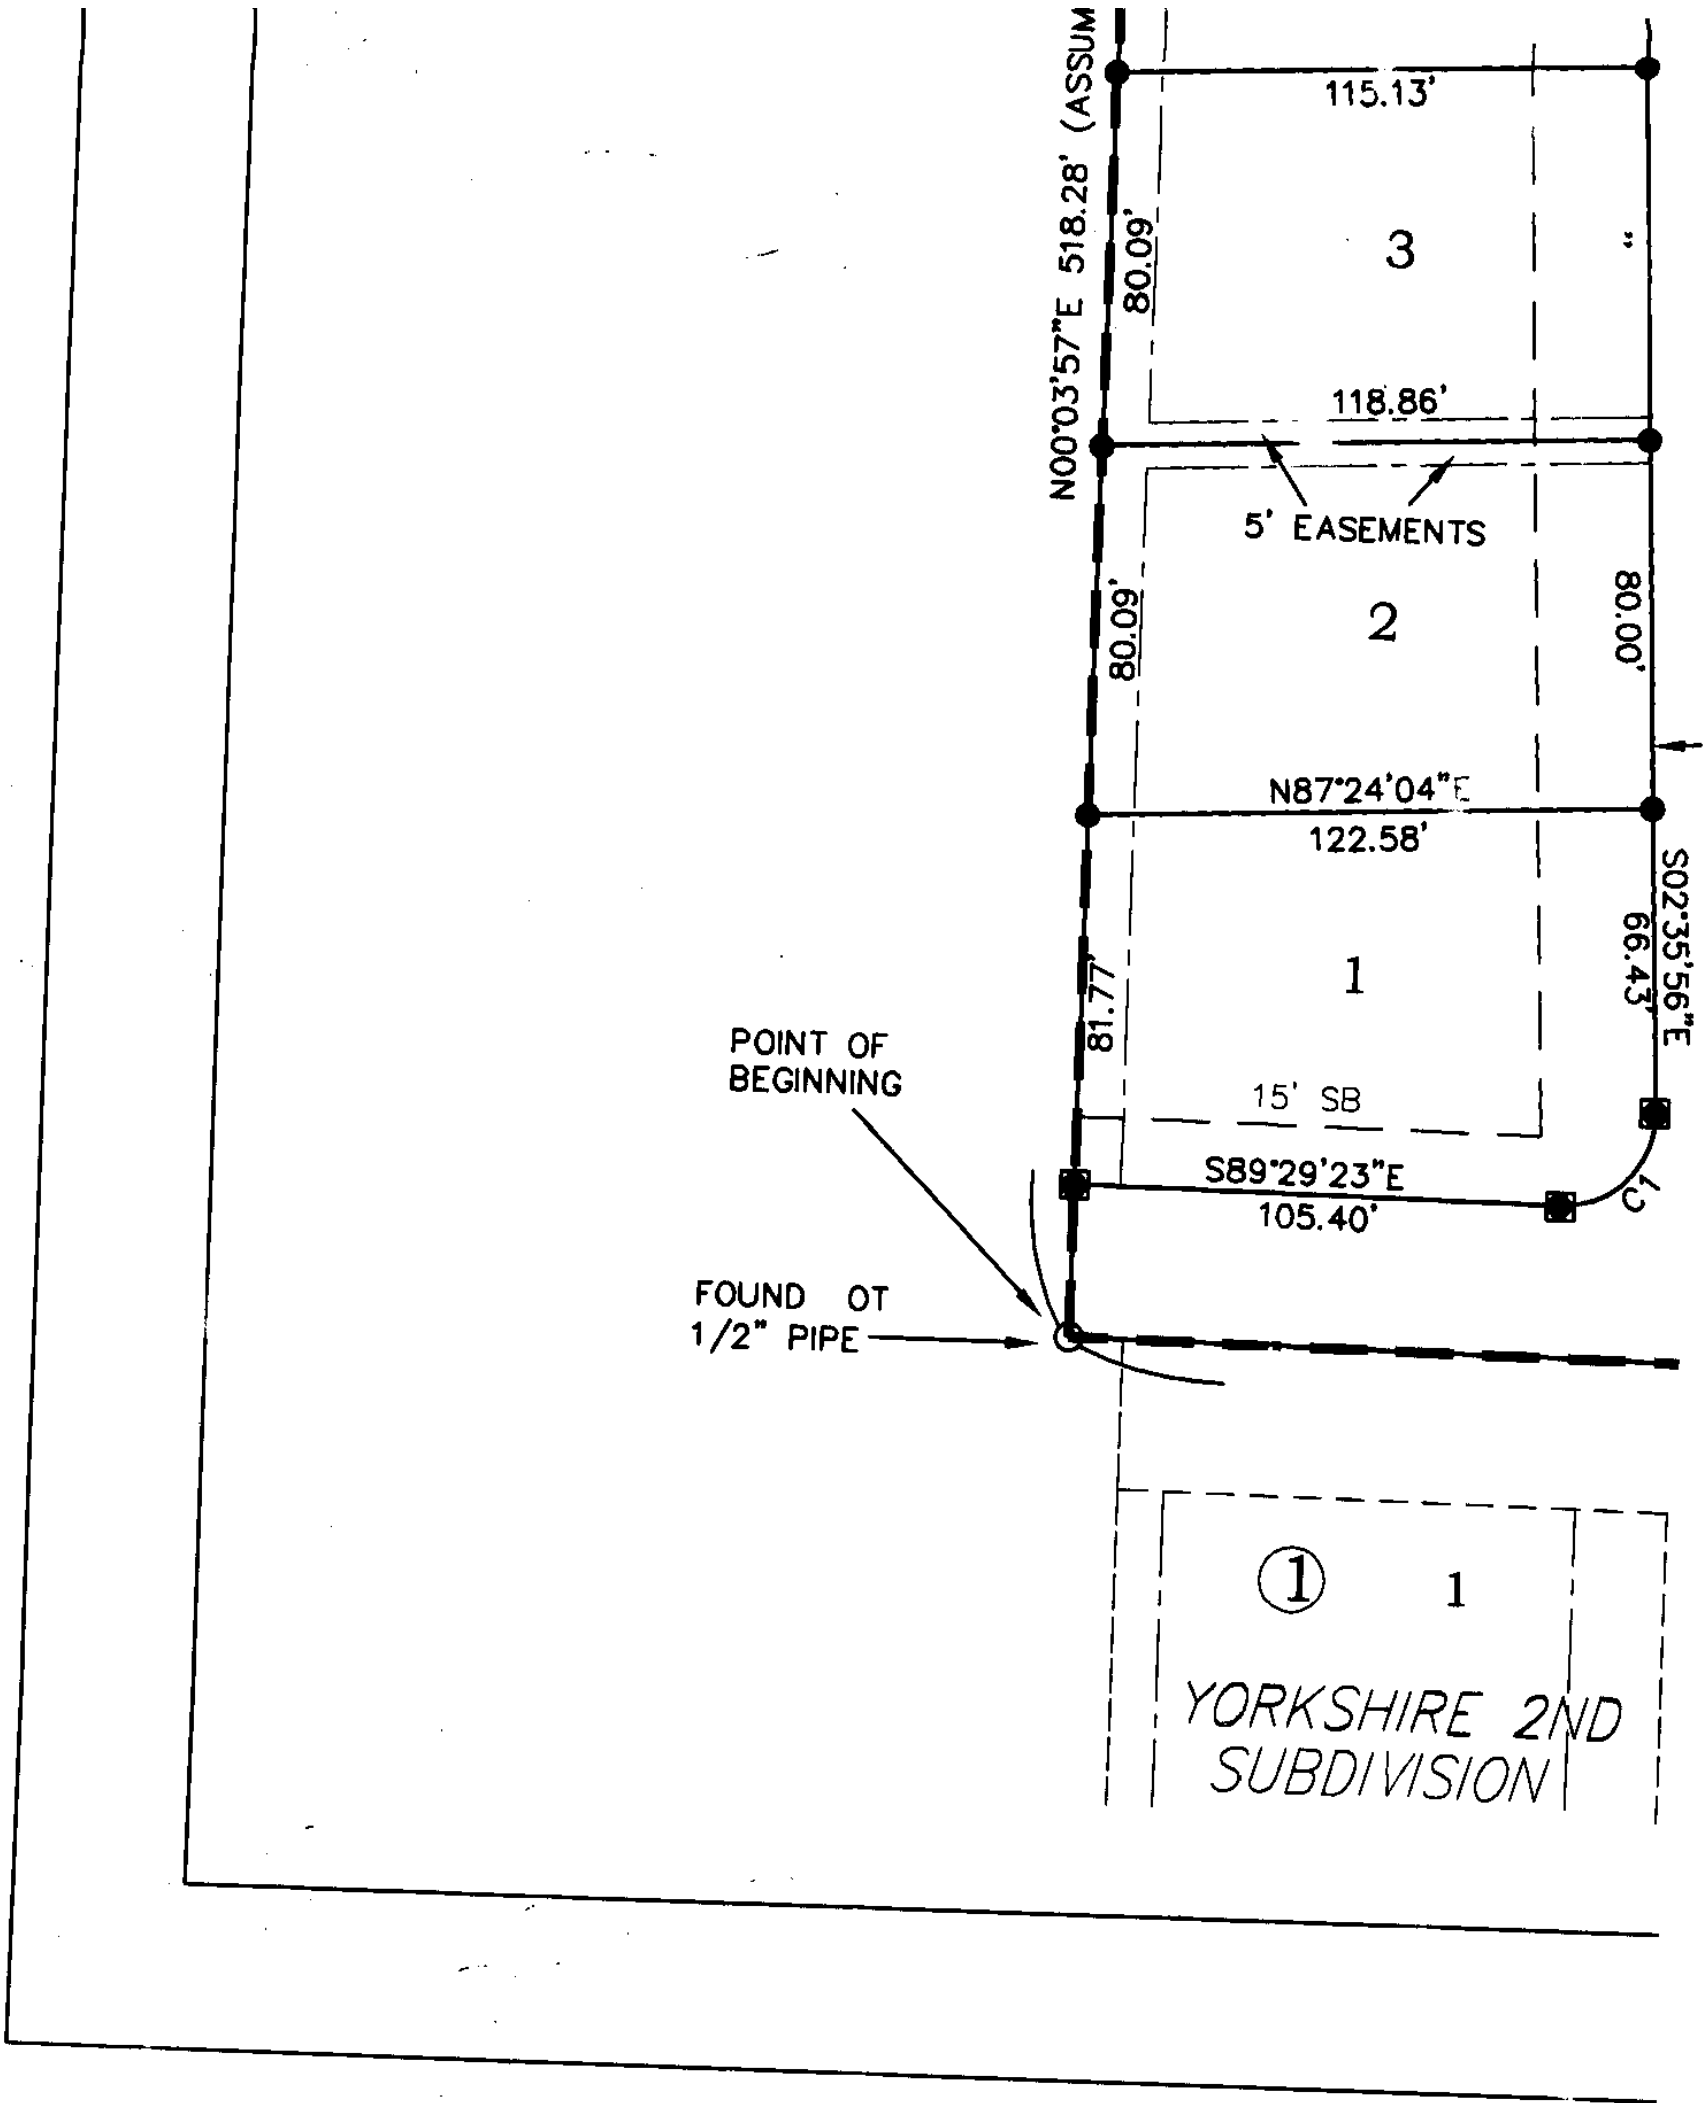 N00°03'57"E 518.28' (ASSUM
115.13'
80.09'
3
"
118.86'
5' EASEMENTS
80.09'
2
80.00'
N87°24'04"E
122.58'
S02°35'56"E
66.43'
81.77'
1
POINT OF
BEGINNING
15' SB
S89°29'23"E
105.40'
FOUND OT
1/2" PIPE
1 1
YORKSHIRE 2ND
SUBDIVISION